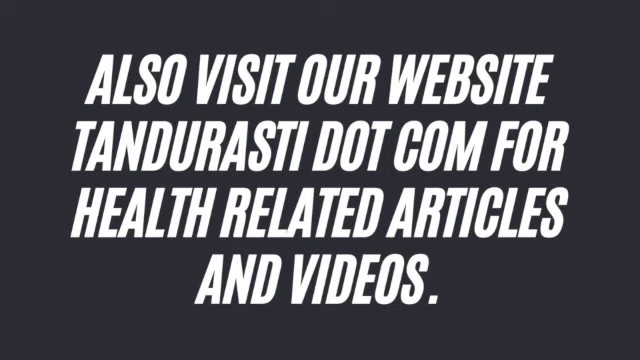 ALSO VISIT OUR WEBSITE
TANDURASTI DOT COM FOR
HEALTH RELATED ARTICLES
AND VIDEOS.